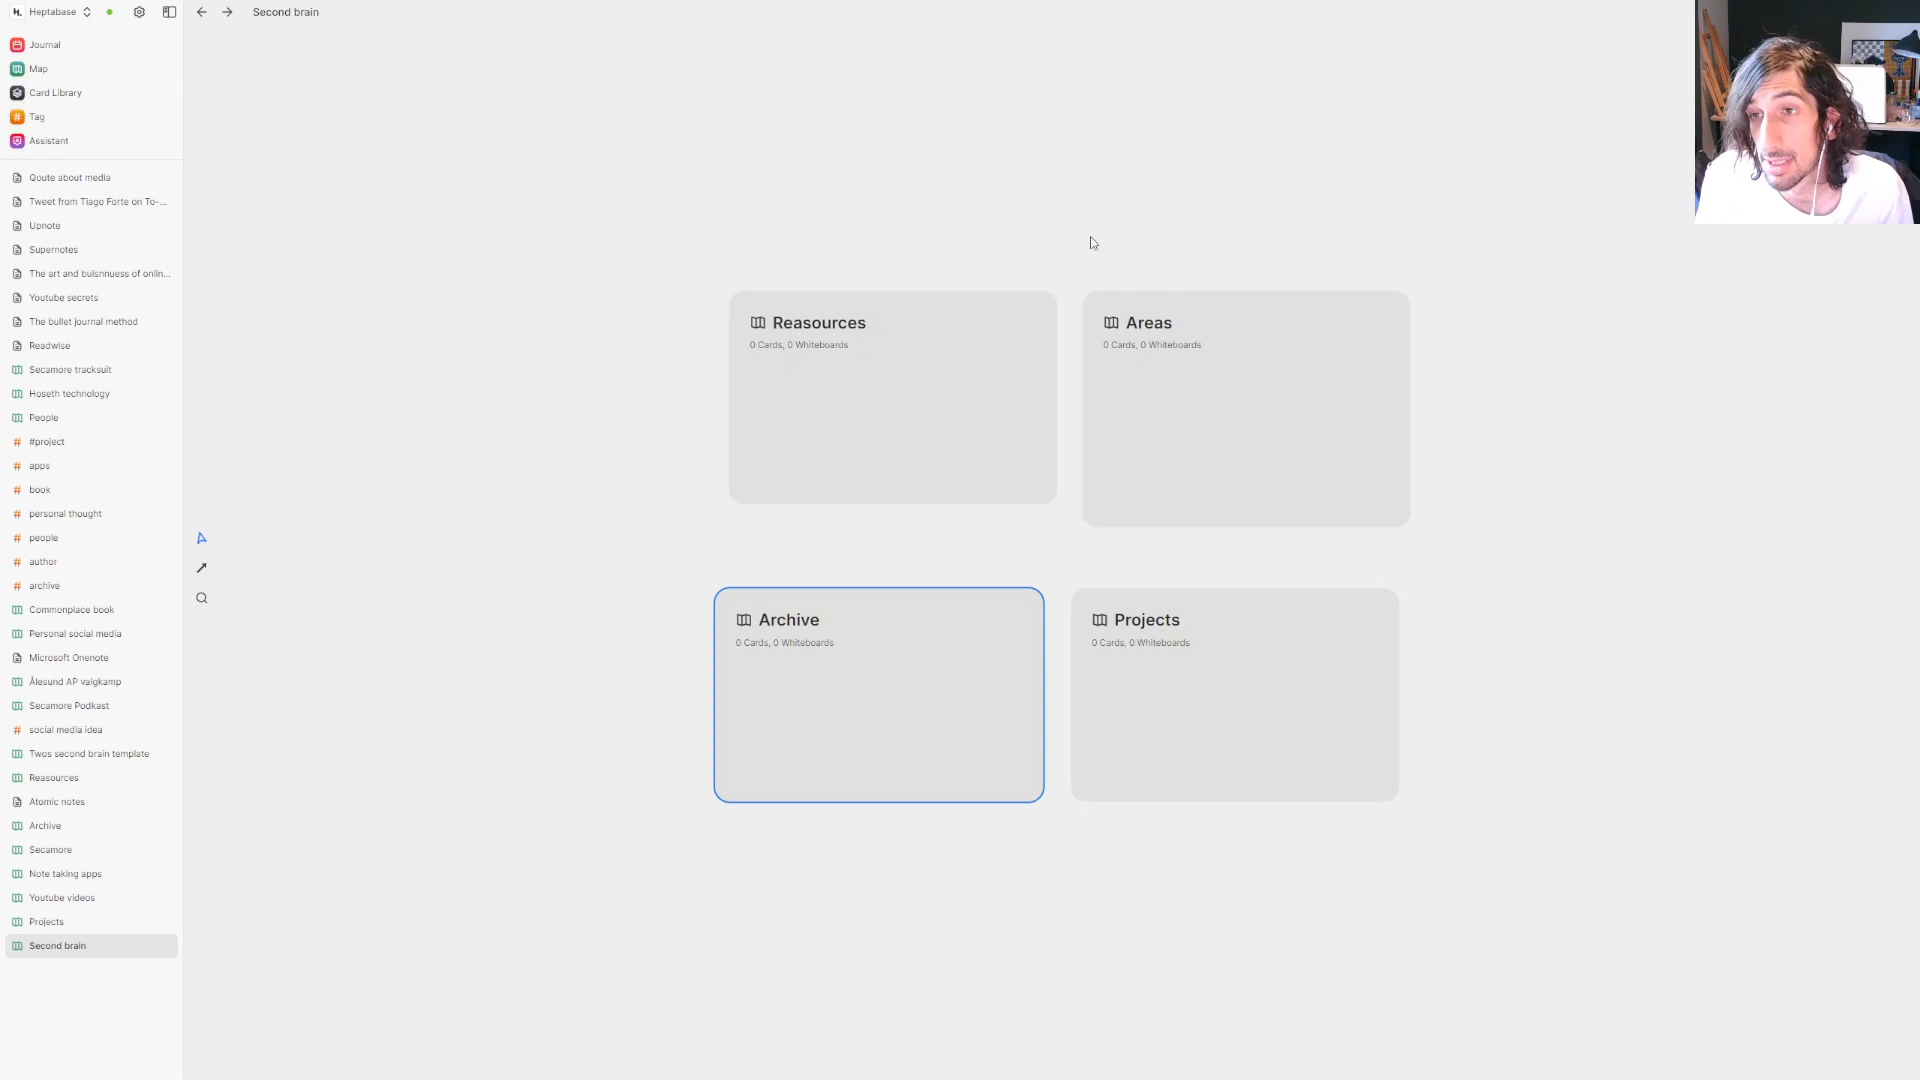 Heptabase
Second brain
Journal
Map
Card Library
Tag
Assistant
Qoute about media
Tweet from Tiago Forte on To-...
Upnote
Supernotes
The art and buisnnuess of onlin...
Youtube secrets
The bullet journal method
Readwise
Secamore tracksuit
Hoseth technology
People
# #project
# apps
# book
# personal thought
# people
# author
# archive
Commonplace book
Personal social media
Microsoft Onenote
Ålesund AP valgkamp
Secamore Podkast
# social media idea
Twos second brain template
Reasources
Atomic notes
Archive
Secamore
Note taking apps
Youtube videos
Projects
Second brain
Reasources
0 Cards, 0 Whiteboards
Areas
0 Cards, 0 Whiteboards
Archive
0 Cards, 0 Whiteboards
Projects
0 Cards, 0 Whiteboards